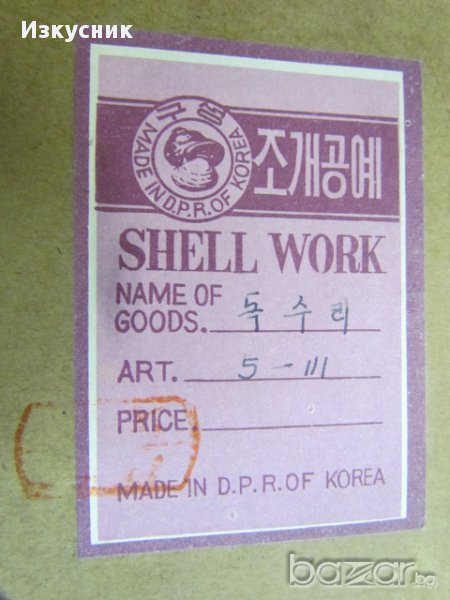 Изкусник
구성
MADE IN D.P.R. OF KOREA
조개공예
SHELL WORK
NAME OF
GOODS. 독수리
ART. 5-111
PRICE.
MADE IN D.P.R.OF KOREA
bazar.bg